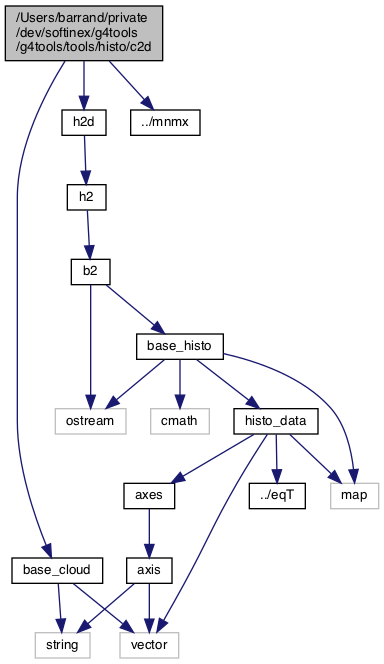 /Users/barrand/private
/dev/softinex/g4tools
/g4tools/tools/histo/c2d
h2d
../mnmx
h2
b2
base_histo
ostream
cmath
histo_data
axes
../eqT
map
base_cloud
axis
string
vector